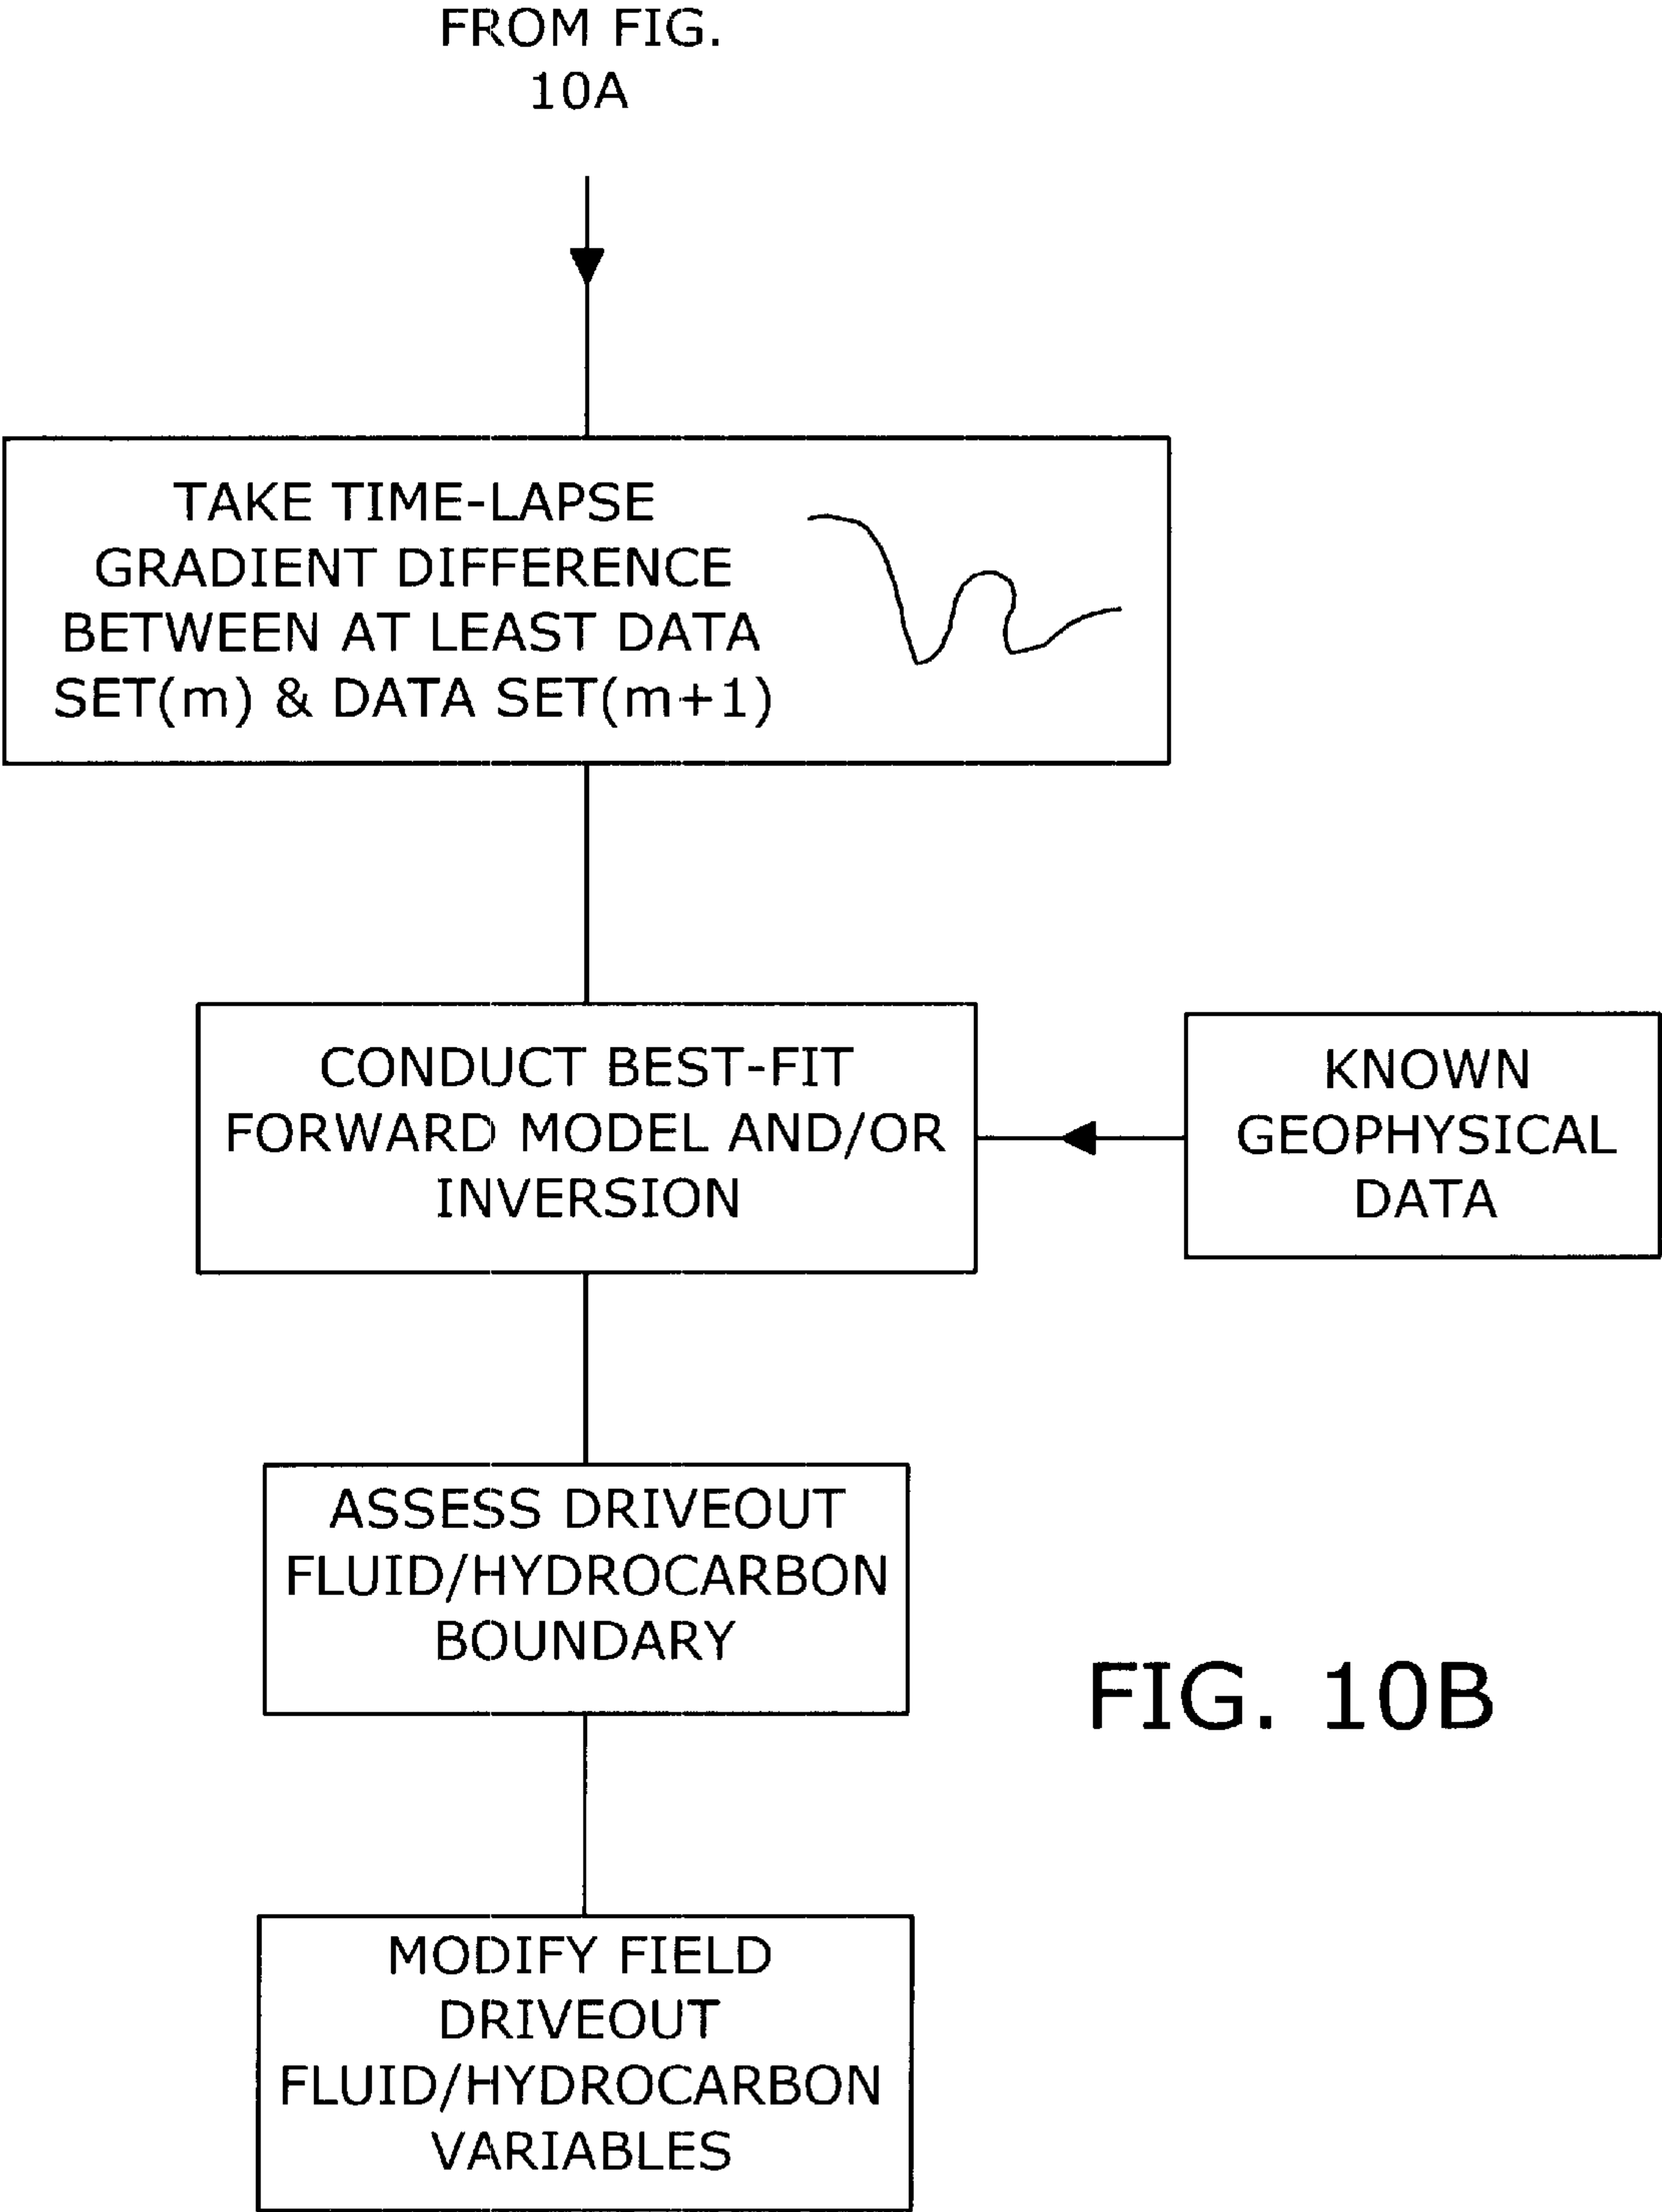 FROM FIG.
10A
TAKE TIME-LAPSE
GRADIENT DIFFERENCE
BETWEEN AT LEAST DATA
SET(m) & DATA SET(m+1)
CONDUCT BEST-FIT
FORWARD MODEL AND/OR
INVERSION
KNOWN
GEOPHYSICAL
DATA
ASSESS DRIVEOUT
FLUID/HYDROCARBON
BOUNDARY
FIG. 10B
MODIFY FIELD
DRIVEOUT
FLUID/HYDROCARBON
VARIABLES